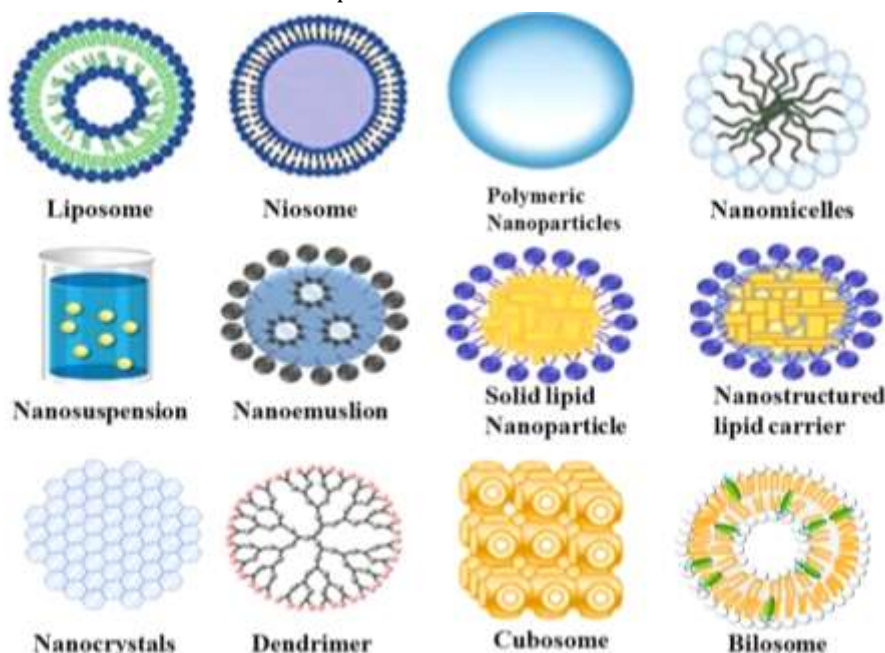 Liposome
Niosome
Polymeric
Nanoparticles
Nanomicelles
Nanosuspension
Nanoemuslion
Solid lipid
Nanoparticle
Nanostructured
lipid carrier
Nanocrystals
Dendrimer
Cubosome
Bilosome